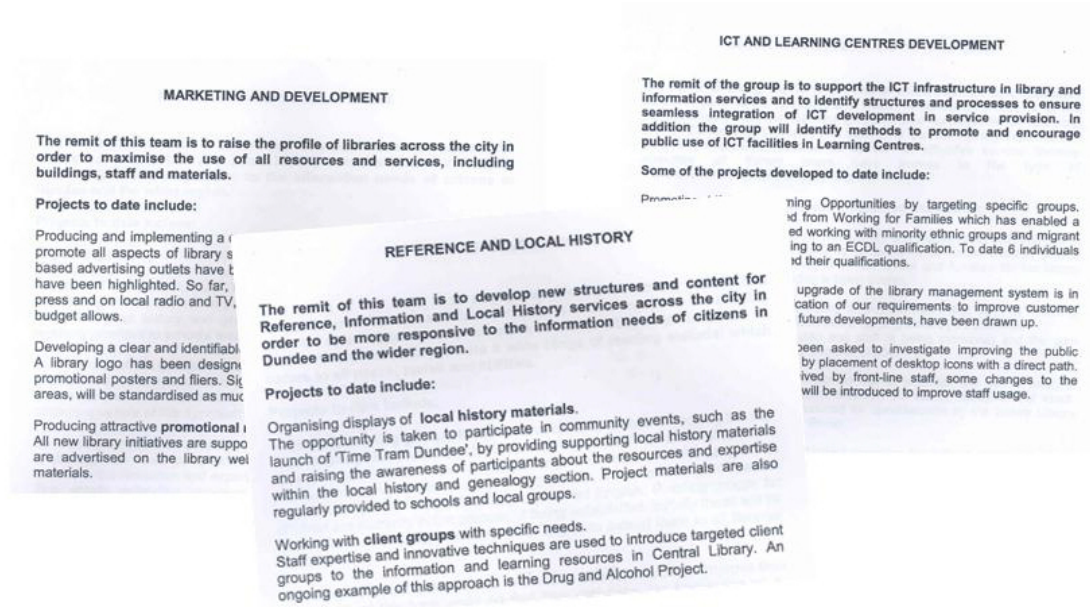 MARKETING AND DEVELOPMENT
The remit of this team is to raise the profile of libraries across the city in
order to maximise the use of all resources and services, including
buildings, staff and materials.
Projects to date include:
Producing and implementing a
promote all aspects of library s
based advertising outlets have b
have been highlighted. So far,
press and on local radio and TV,
budget allows.
Developing a clear and identifiabl
A library logo has been designe
promotional posters and fliers. Sig
areas, will be standardised as muc
Producing attractive promotional
All new library initiatives are suppo
are advertised on the library wel
materials.
REFERENCE AND LOCAL HISTORY
The remit of this team is to develop new structures and content for
Reference, Information and Local History services across the city in
order to be more responsive to the information needs of citizens in
Dundee and the wider region.
Projects to date include:
Organising displays of local history materials.
The opportunity is taken to participate in community events, such as the
launch of 'Time Tram Dundee', by providing supporting local history materials
and raising the awareness of participants about the resources and expertise
within the local history and genealogy section. Project materials are also
regularly provided to schools and local groups.
Working with client groups with specific needs.
Staff expertise and innovative techniques are used to introduce targeted client
groups to the information and learning resources in Central Library. An
ongoing example of this approach is the Drug and Alcohol Project.
ICT AND LEARNING CENTRES DEVELOPMENT
The remit of the group is to support the ICT infrastructure in library and
information services and to identify structures and processes to ensure
seamless integration of ICT development in service provision. In
addition the group will identify methods to promote and encourage
public use of ICT facilities in Learning Centres.
Some of the projects developed to date include:
ning Opportunities by targeting specific groups.
d from Working for Families which has enabled a
ed working with minority ethnic groups and migrant
ing to an ECDL qualification. To date 6 individuals
ed their qualifications.
upgrade of the library management system is in
cation of our requirements to improve customer
future developments, have been drawn up.
been asked to investigate improving the public
by placement of desktop icons with a direct path.
ived by front-line staff, some changes to the
will be introduced to improve staff usage.